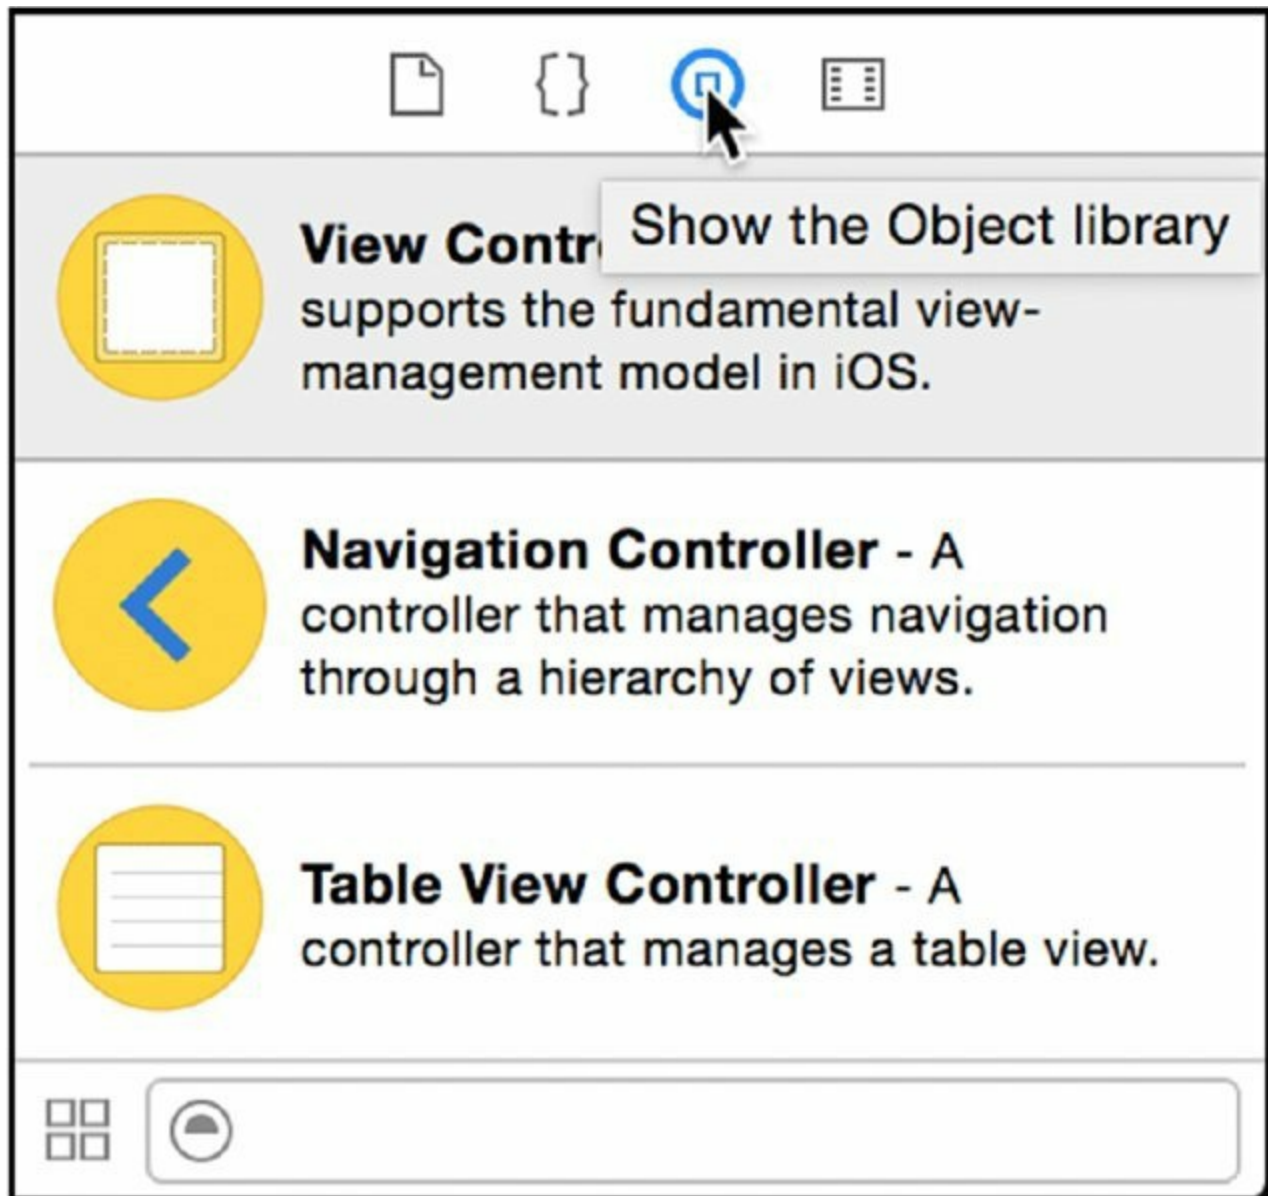 Show the Object library
View Contr
supports the fundamental view-
management model in iOS.
Navigation Controller - A
controller that manages navigation
through a hierarchy of views.
Table View Controller - A
controller that manages a table view.